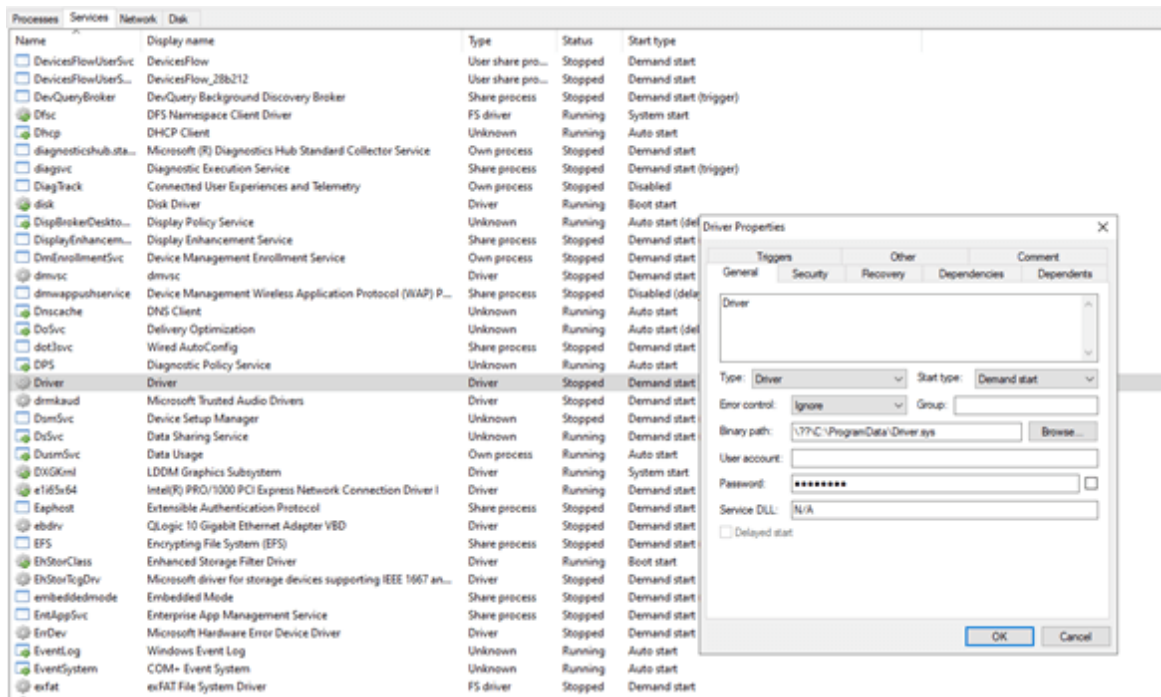 Processes Services Network Disk
Name Display name Type Status Start type
DevicesFlowUserSvc DevicesFlow User share pro... Stopped Demand start
DevicesFlowUserS... DevicesFlow_28b212 User share pro... Stopped Demand start
DevQueryBroker DevQuery Background Discovery Broker Share process Stopped Demand start (trigger)
Dfsc DFS Namespace Client Driver FS driver Running System start
Dhcp DHCP Client Unknown Running Auto start
diagnosticshub.sta... Microsoft (R) Diagnostics Hub Standard Collector Service Own process Stopped Demand start
diagsvc Diagnostic Execution Service Share process Stopped Demand start (trigger)
DiagTrack Connected User Experiences and Telemetry Own process Stopped Disabled
disk Disk Driver Driver Running Boot start
DispBrokerDeskto... Display Policy Service Unknown Running Auto start (del
DisplayEnhancem... Display Enhancement Service Share process Stopped Demand start
DmEnrollmentSvc Device Management Enrollment Service Own process Stopped Demand start
dmvsc dmvsc Driver Stopped Demand start
dmwappushservice Device Management Wireless Application Protocol (WAP) P... Share process Stopped Disabled (dela
Dnscache DNS Client Unknown Running Auto start
DoSvc Delivery Optimization Unknown Running Auto start (del
dot3svc Wired AutoConfig Share process Stopped Demand start
DPS Diagnostic Policy Service Unknown Running Auto start
Driver Driver Driver Stopped Demand start
drmkaud Microsoft Trusted Audio Drivers Driver Stopped Demand start
DsmSvc Device Setup Manager Unknown Stopped Demand start
DsSvc Data Sharing Service Unknown Running Demand start
DusmSvc Data Usage Own process Running Auto start
DXGKrnl LDDM Graphics Subsystem Driver Running System start
e1i65x64 Intel(R) PRO/1000 PCI Express Network Connection Driver I Driver Running Demand start
Eaphost Extensible Authentication Protocol Share process Stopped Demand start
ebdrv QLogic 10 Gigabit Ethernet Adapter VBD Driver Stopped Demand start
EFS Encrypting File System (EFS) Share process Stopped Demand start
EhStorClass Enhanced Storage Filter Driver Driver Running Boot start
EhStorTcgDrv Microsoft driver for storage devices supporting IEEE 1667 an... Driver Stopped Demand start
embeddedmode Embedded Mode Share process Stopped Demand start
EntAppSvc Enterprise App Management Service Share process Stopped Demand start
ErrDev Microsoft Hardware Error Device Driver Driver Stopped Demand start
EventLog Windows Event Log Unknown Running Auto start
EventSystem COM+ Event System Unknown Running Auto start
exfat exFAT File System Driver FS driver Stopped Demand start
Driver Properties
Triggers Other Comment
General Security Recovery Dependencies Dependents
Driver
Type: Driver Start type: Demand start
Error control: Ignore Group:
Binary path: \??\C:\ProgramData\Driver.sys Browse...
User account:
Password: ●●●●●●●●
Service DLL: N/A
Delayed start
OK Cancel